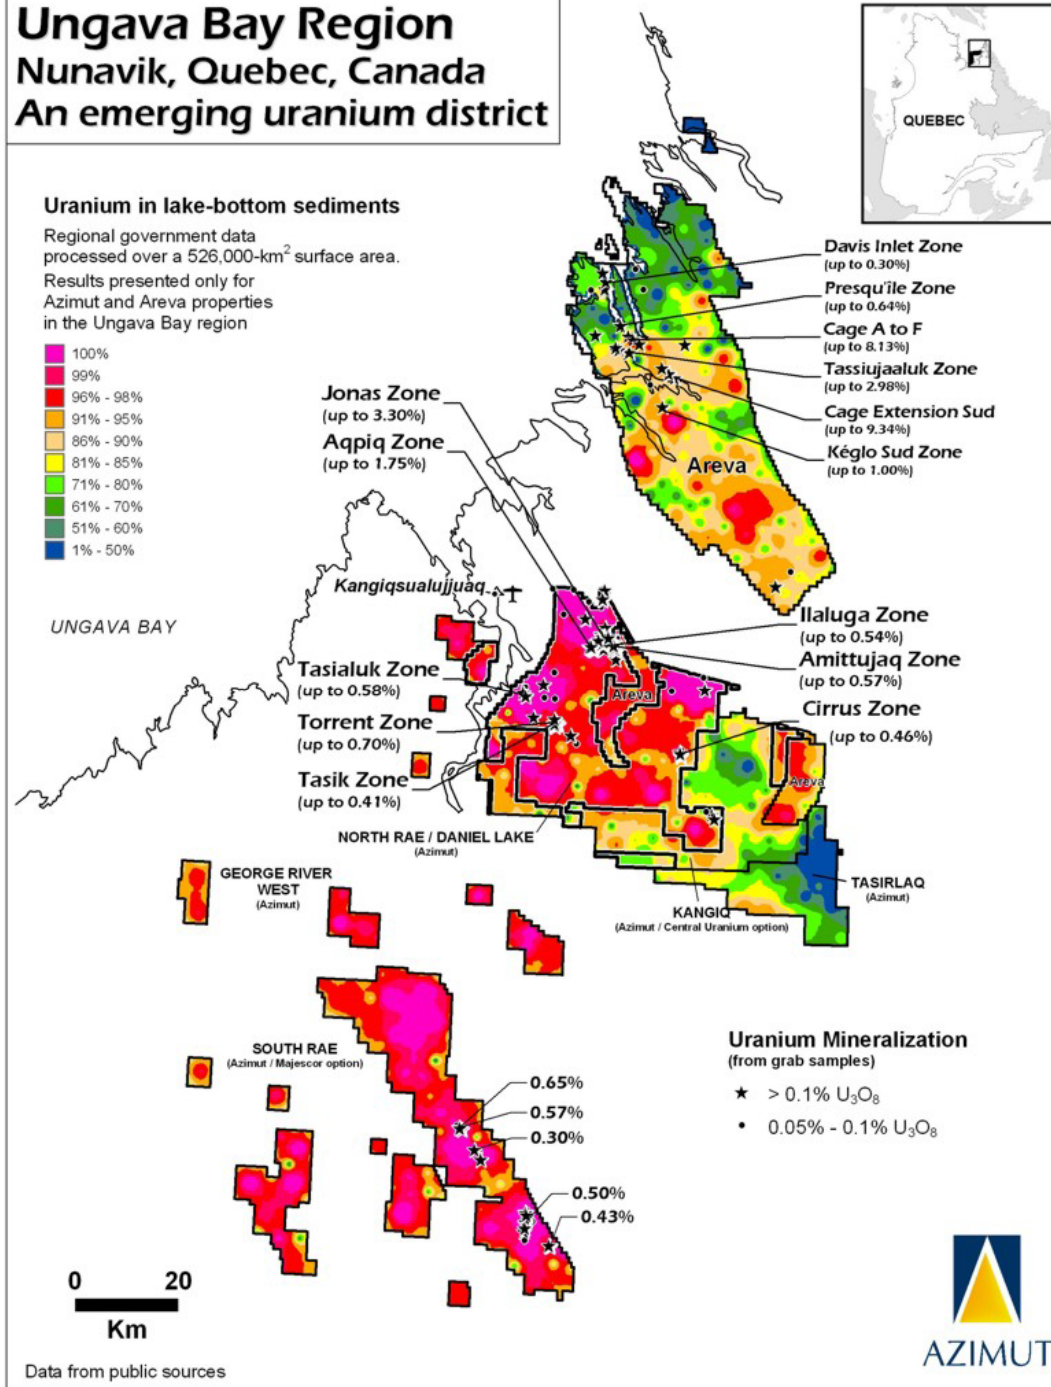 Ungava Bay Region
Nunavik, Quebec, Canada
An emerging uranium district
QUEBEC
Uranium in lake-bottom sediments
Regional government data
processed over a 526,000-km² surface area.
Results presented only for
Azimut and Areva properties
in the Ungava Bay region
100%
99%
96% - 98%
91% - 95%
86% - 90%
81% - 85%
71% - 80%
61% - 70%
51% - 60%
1% - 50%
Davis Inlet Zone
(up to 0.30%)
Presqu'île Zone
(up to 0.64%)
Cage A to F
(up to 8.13%)
Tassiujaaluk Zone
(up to 2.98%)
Cage Extension Sud
(up to 9.34%)
Kéglo Sud Zone
(up to 1.00%)
Areva
Jonas Zone
(up to 3.30%)
Aqpiq Zone
(up to 1.75%)
Kangiqsualujjuaq
UNGAVA BAY
Ilaluga Zone
(up to 0.54%)
Amittujaq Zone
(up to 0.57%)
Cirrus Zone
(up to 0.46%)
Tasialuk Zone
(up to 0.58%)
Torrent Zone
(up to 0.70%)
Tasik Zone
(up to 0.41%)
Areva
Areva
NORTH RAE / DANIEL LAKE
(Azimut)
GEORGE RIVER
WEST
(Azimut)
TASIRLAQ
(Azimut)
KANGIQ
(Azimut / Central Uranium option)
SOUTH RAE
(Azimut / Majescor option)
0.65%
0.57%
0.30%
0.50%
0.43%
Uranium Mineralization
(from grab samples)
★ > 0.1% U₃O₈
• 0.05% - 0.1% U₃O₈
0 20
Km
Data from public sources
AZIMUT